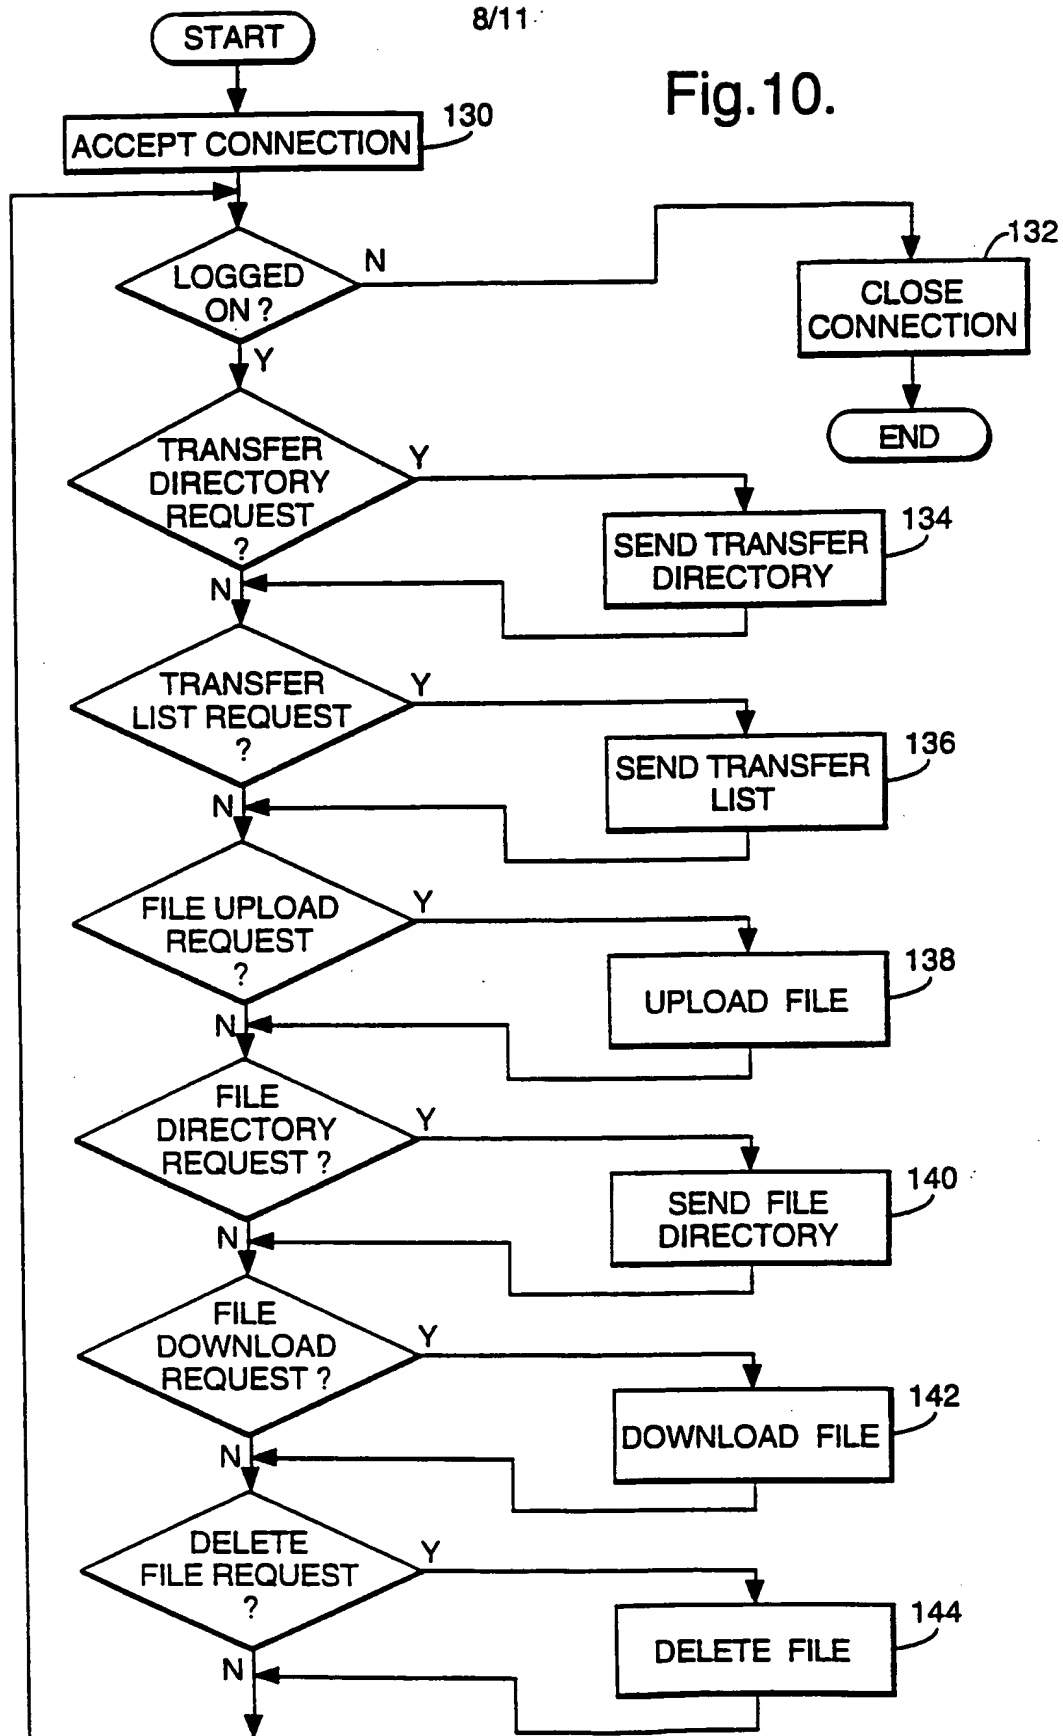 8/11
START
Fig.10.
ACCEPT CONNECTION
130
LOGGED
ON ?
N
Y
132
CLOSE
CONNECTION
END
TRANSFER
DIRECTORY
REQUEST
?
Y
N
134
SEND TRANSFER
DIRECTORY
TRANSFER
LIST REQUEST
?
Y
N
136
SEND TRANSFER
LIST
FILE UPLOAD
REQUEST
?
Y
N
138
UPLOAD FILE
FILE
DIRECTORY
REQUEST ?
Y
N
140
SEND FILE
DIRECTORY
FILE
DOWNLOAD
REQUEST ?
Y
N
142
DOWNLOAD FILE
DELETE
FILE REQUEST
?
Y
N
144
DELETE FILE